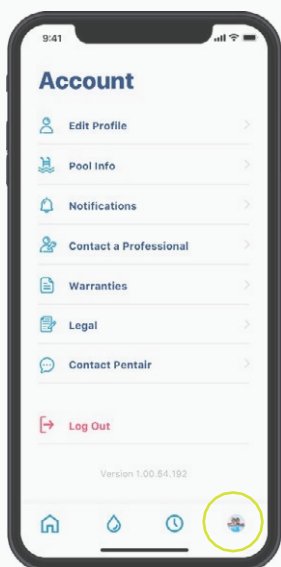 9:41
Account
Edit Profile
Pool Info
Notifications
Contact a Professional
Warranties
Legal
Contact Pentair
Log Out
Version 1.00.54.192